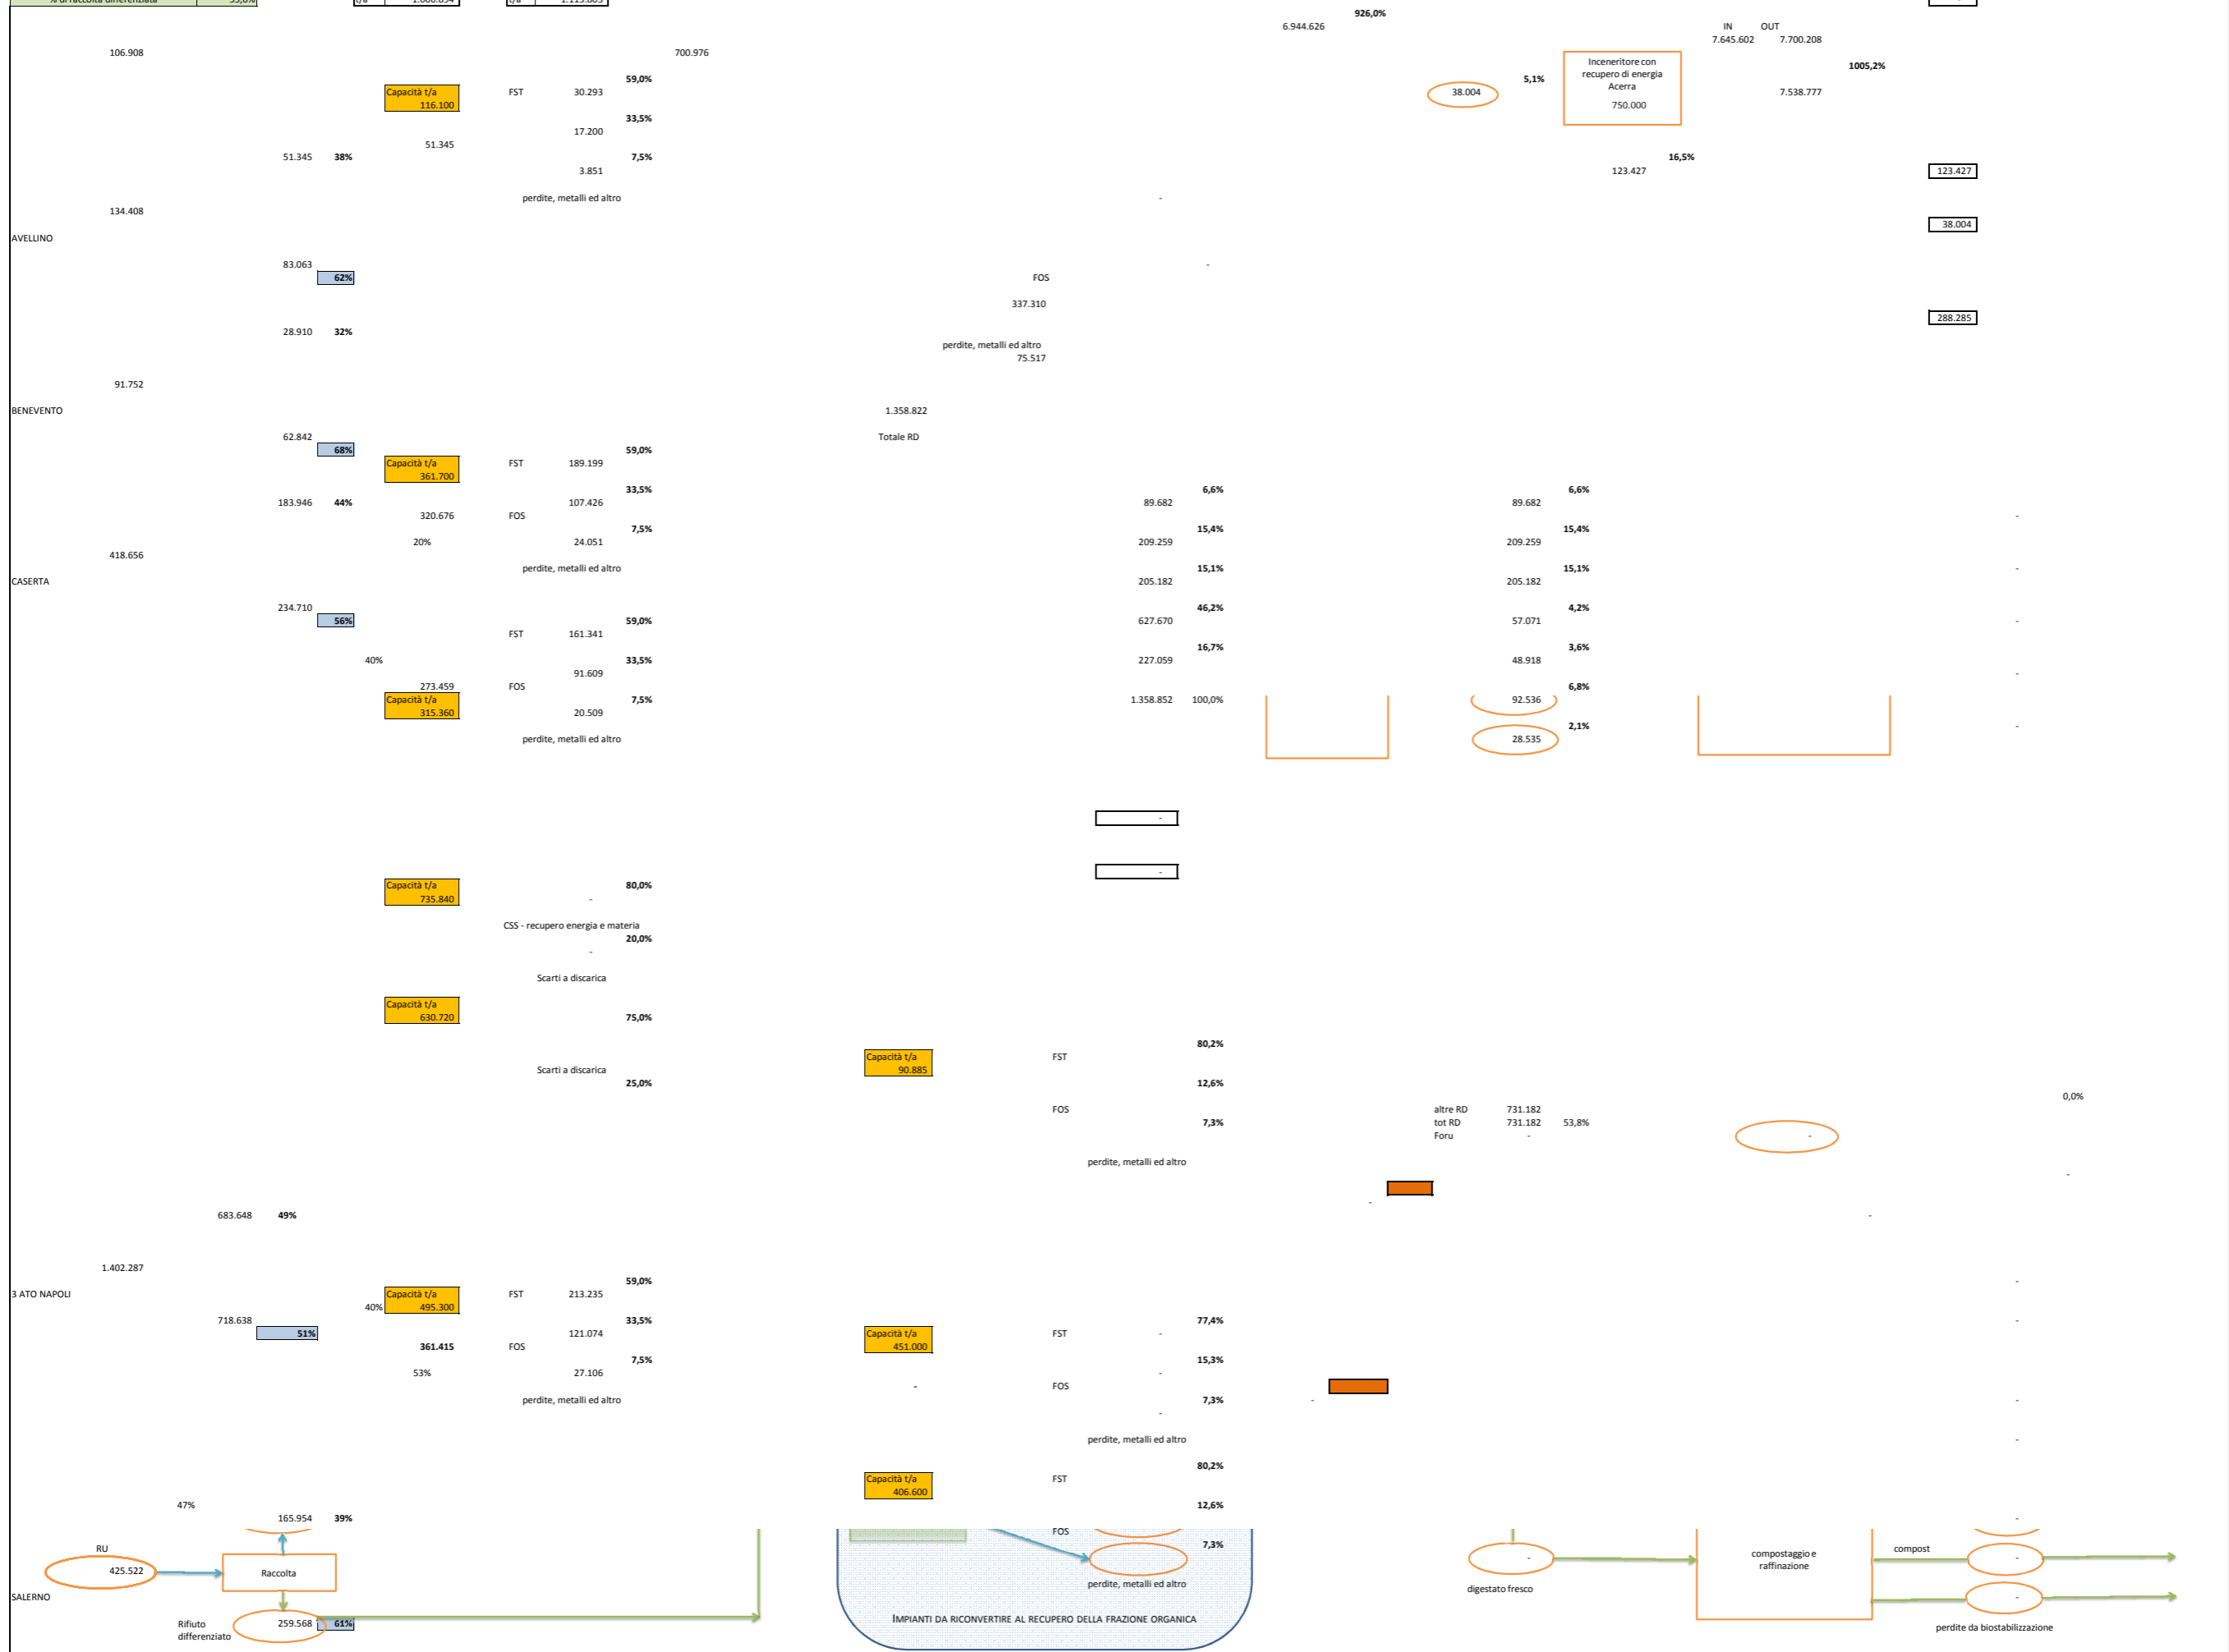 % di raccolta differenziata
t/a
t/a
926,0%
6.944.626
IN OUT
7.645.602 7.700.208
106.908
700.976
1005,2%
59,0%
5,1%
Inceneritore con
recupero di energia
Acerra
750.000
Capacità t/a
116.100
FST 30.293
38.004
7.538.777
33,5%
17.200
51.345
51.345 38%
7,5%
16,5%
3.851
123.427
123.427
perdite, metalli ed altro
-
134.408
38.004
AVELLINO
83.063
-
62%
FOS
337.310
288.285
28.910 32%
perdite, metalli ed altro
75.517
91.752
BENEVENTO
1.358.822
62.842
Totale RD
68%
59,0%
Capacità t/a
361.700
FST 189.199
33,5%
6,6%
6,6%
183.946 44%
107.426
89.682
89.682
320.676
FOS
-
7,5%
15,4%
15,4%
20%
24.051
209.259
209.259
418.656
perdite, metalli ed altro
15,1%
15,1%
-
CASERTA
205.182
205.182
234.710
46,2%
4,2%
56%
59,0%
627.670
57.071
-
FST 161.341
16,7%
3,6%
40%
33,5%
227.059
48.918
91.609
-
273.459
FOS
6,8%
Capacità t/a
315.360
7,5%
1.358.852 100,0%
92.536
20.509
2,1%
-
perdite, metalli ed altro
28.535
-
-
Capacità t/a
735.840
80,0%
-
CSS - recupero energia e materia
20,0%
-
Scarti a discarica
Capacità t/a
630.720
75,0%
80,2%
Capacità t/a
90.885
FST
Scarti a discarica
25,0%
12,6%
0,0%
FOS
altre RD 731.182
7,3%
tot RD 731.182 53,8%
Foru -
-
perdite, metalli ed altro
-
-
683.648 49%
-
1.402.287
59,0%
-
3 ATO NAPOLI
Capacità t/a
40% 495.300
FST 213.235
718.638
33,5%
77,4%
-
51%
121.074
Capacità t/a
451.000
FST -
361.415
FOS
7,5%
15,3%
53%
27.106
-
-
FOS
perdite, metalli ed altro
7,3%
-
-
-
perdite, metalli ed altro
-
80,2%
Capacità t/a
406.600
FST
47%
12,6%
165.954 39%
-
FOS
7,3%
RU
425.522
Raccolta
-
compostaggio e
raffinazione
compost
-
perdite, metalli ed altro
digestato fresco
SALERNO
-
Rifiuto
differenziato
259.568 61%
IMPIANTI DA RICONVERTIRE AL RECUPERO DELLA FRAZIONE ORGANICA
perdite da biostabilizzazione